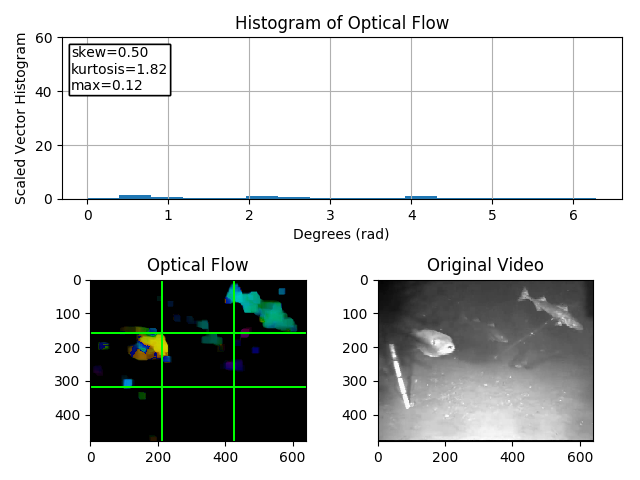 Histogram of Optical Flow
skew=0.50
kurtosis=1.82
max=0.12
Scaled Vector Histogram
60
40
20
0
0 1 2 3 4 5 6
Degrees (rad)
Optical Flow
0
100
200
300
400
0 200 400 600
Original Video
0
100
200
300
400
0 200 400 600